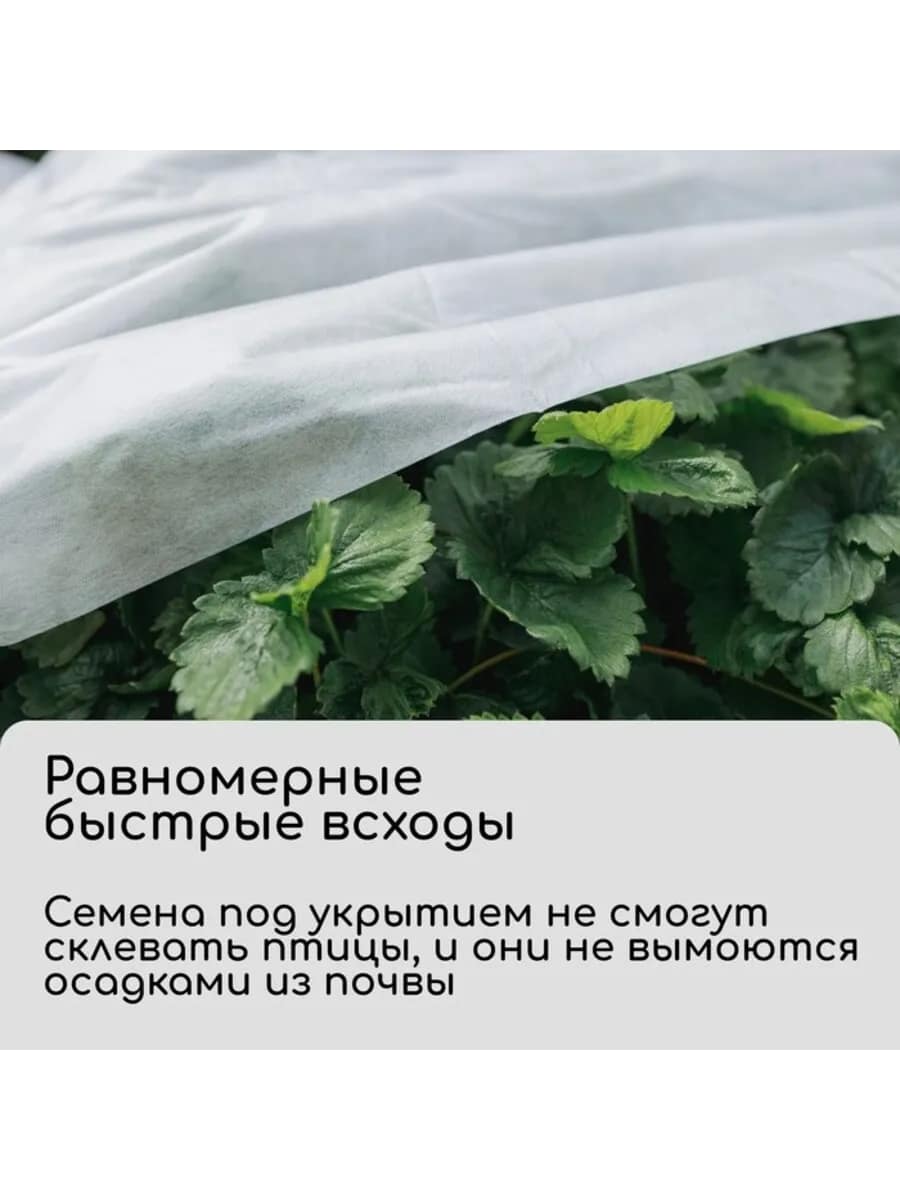 Равномерные
быстрые всходы
Семена под укрытием не смогут
склевать птицы, и они не вымоются
осадками из почвы